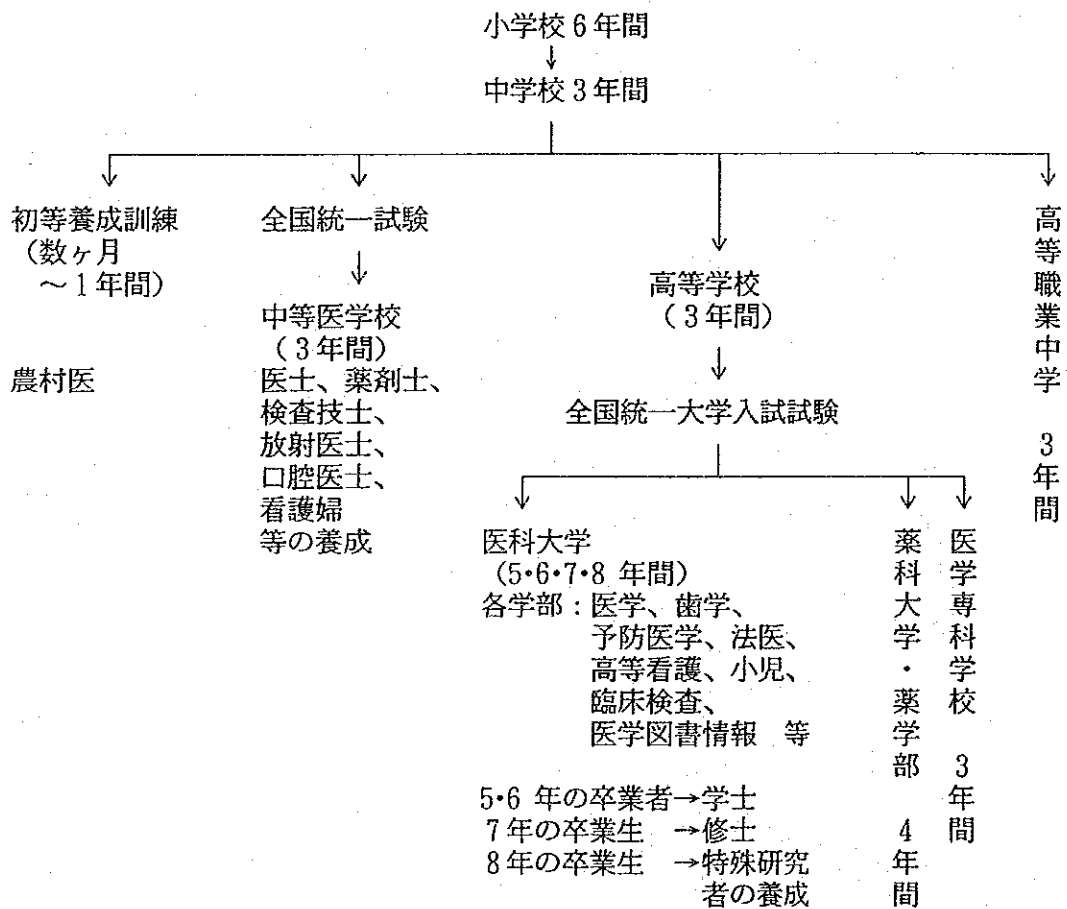 小学校6年間
↓
中学校3年間
初等養成訓練
(数ヶ月
~1年間)
農村医
全国統一試験
↓
中等医学校
(3年間)
医士、薬剤士、
検査技士、
放射医士、
口腔医士、
看護婦
等の養成
高等学校
(3年間)
↓
全国統一大学入試試験
医科大学
(5・6・7・8 年間)
各学部:医学、歯学、
予防医学、法医、
高等看護、小児、
臨床検査、
医学図書情報 等
5・6 年の卒業者→学士
7年の卒業生 →修士
8年の卒業生 →特殊研究
者の養成
薬科大学・薬学部 4年間
医学専科学校 3年間
高等職業中学 3年間